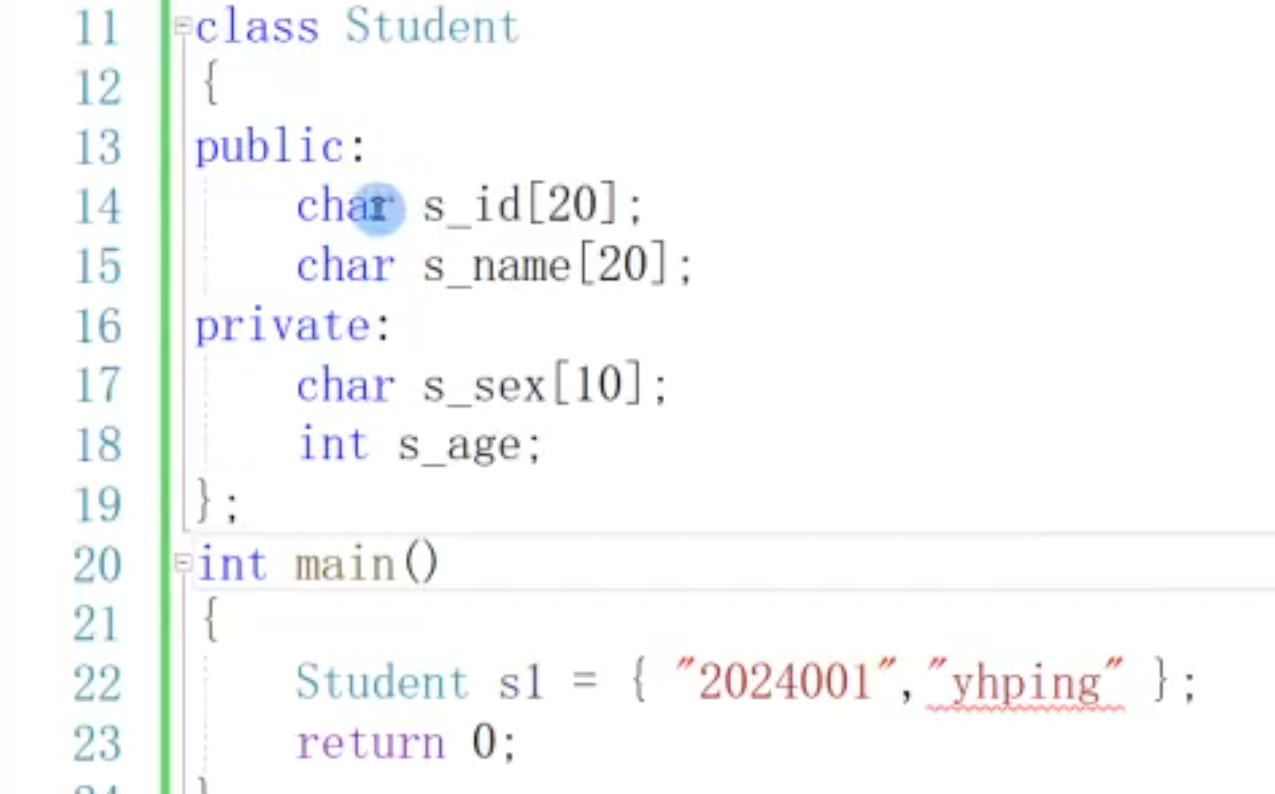 11 class Student
12 {
13 public:
14 char s_id[20];
15 char s_name[20];
16 private:
17 char s_sex[10];
18 int s_age;
19 };
20 int main()
21 {
22 Student s1 = { "2024001","yhping" };
23 return 0;